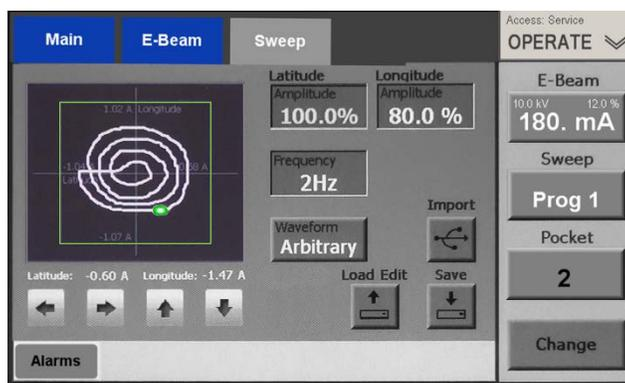 Main
E-Beam
Sweep
Access: Service
OPERATE
Latitude
Amplitude
100.0%
Longitude
Amplitude
80.0 %
Frequency
2Hz
Waveform
Arbitrary
Import
Load Edit
Save
1.02 A Longitude
-1.07 A
Latitude: -0.60 A Longitude: -1.47 A
Alarms
E-Beam
10.0 kV 12.0 %
180. mA
Sweep
Prog 1
Pocket
2
Change